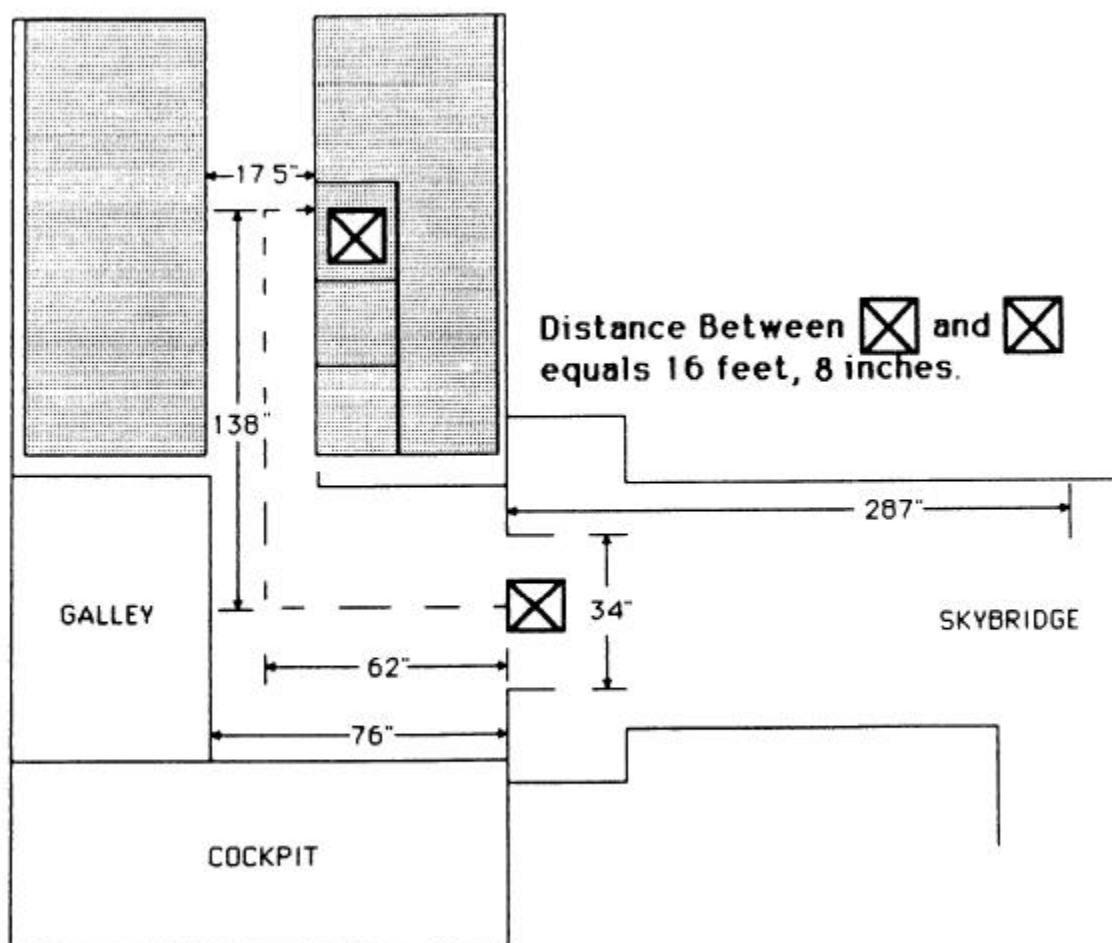 17 5"
Distance Between and
equals 16 feet, 8 inches.
138"
287"
GALLEY
34"
SKYBRIDGE
62"
76"
COCKPIT